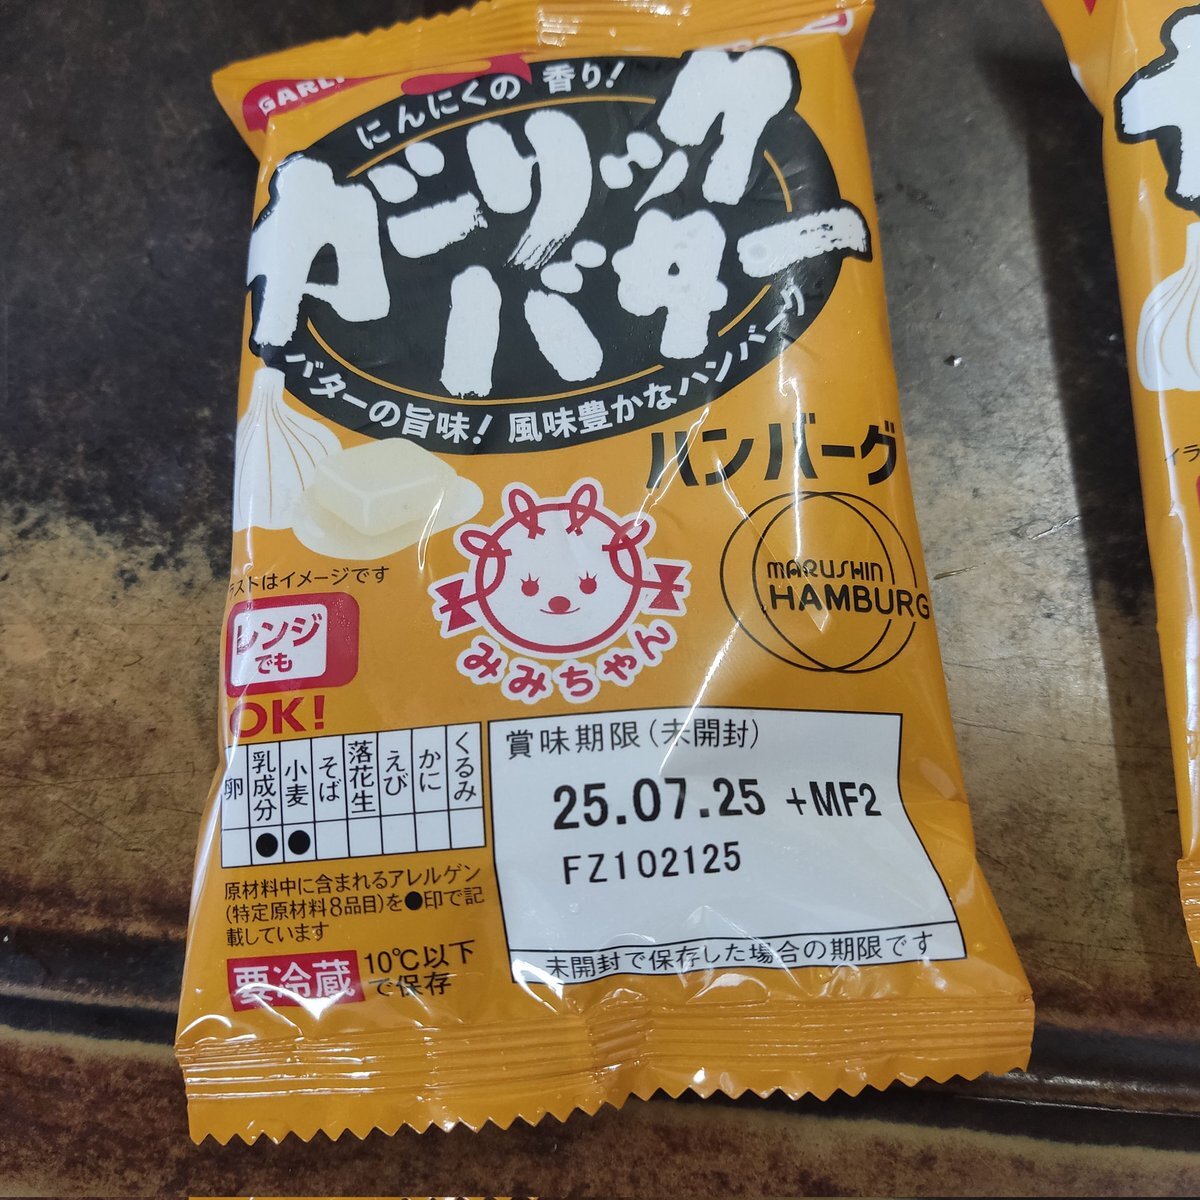 にんにくの香り!
ガーリック
バター
バターの旨味! 風味豊かなハンバーグ
ハンバーグ
MARUSHIN
HAMBURG
みみちゃん
ストはイメージです
レンジ
でも
OK!
卵 乳成分 小麦 そば 落花生 えび かに くるみ
● ●
原材料中に含まれるアレルゲン
(特定原材料8品目)を●印で記
載しています
要冷蔵 10℃以下
で保存
賞味期限(未開封)
25.07.25 +MF2
FZ102125
未開封で保存した場合の期限です
イラ